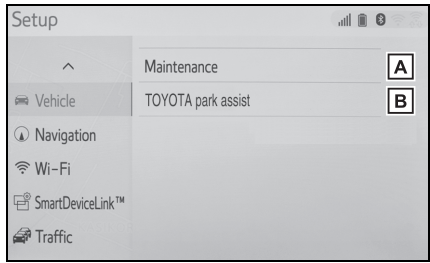 Setup
Maintenance A
Vehicle
TOYOTA park assist B
Navigation
Wi-Fi
SmartDeviceLink™
Traffic